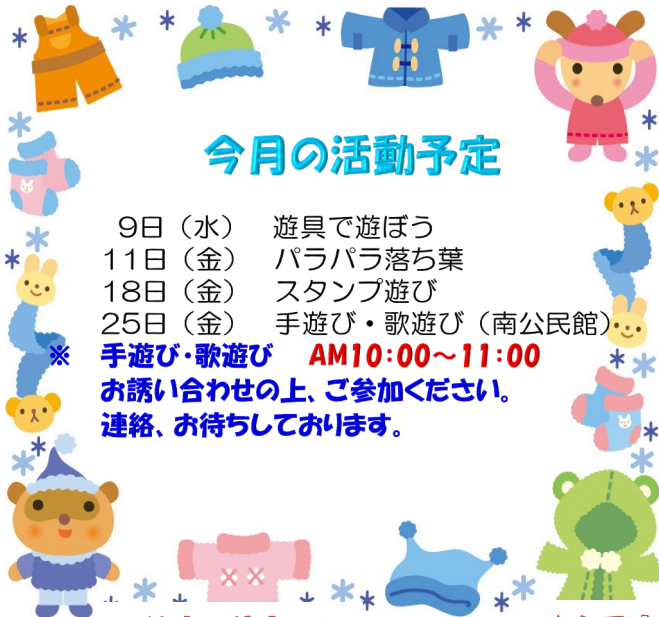 今月の活動予定
9日（水）　遊具で遊ぼう
11日（金）　パラパラ落ち葉
18日（金）　スタンプ遊び
25日（金）　手遊び・歌遊び（南公民館）
※　手遊び・歌遊び　AM10:00～11:00
お誘い合わせの上、ご参加ください。
連絡、お待ちしております。